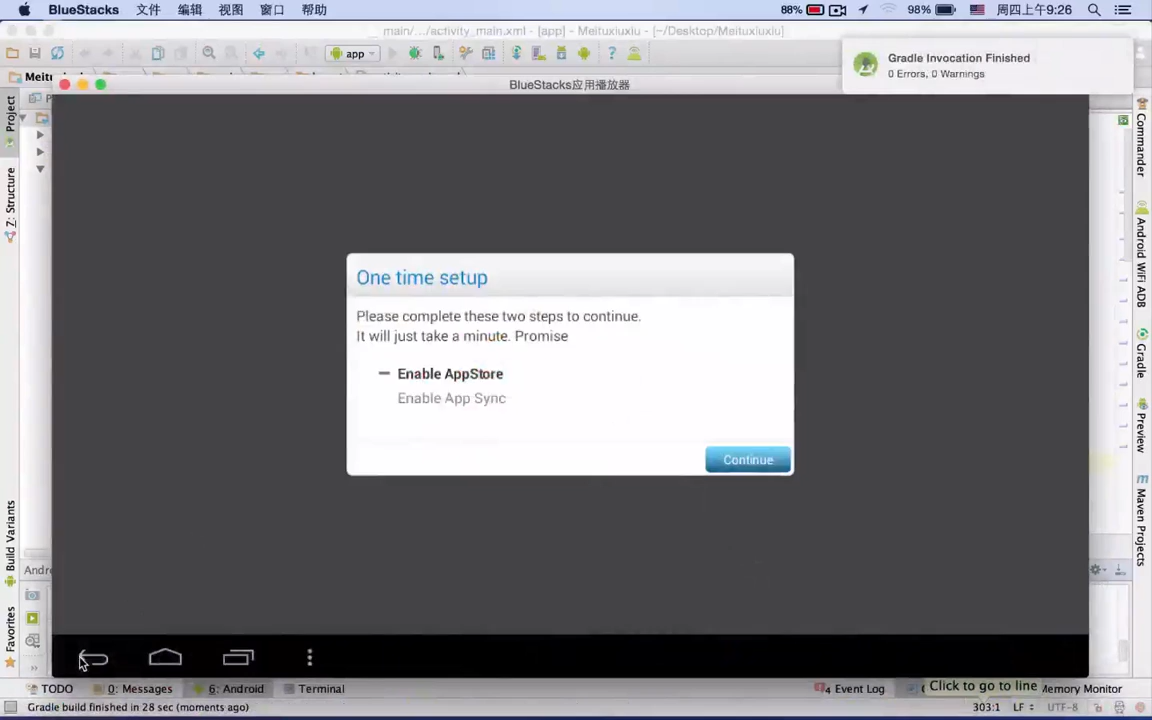 BlueStacks 文件 编辑 视图 窗口 帮助 88% 98% 周四上午9:26
main/.../activity_main.xml - [app] - Meituxiuxiu - [~/Desktop/Meituxiuxiu]
app
Gradle Invocation Finished
0 Errors, 0 Warnings
BlueStacks应用播放器
Project
Z: Structure
Build Variants
Favorites
One time setup
Please complete these two steps to continue.
It will just take a minute. Promise
Enable AppStore
Enable App Sync
Continue
Commander
Android WiFi ADB
Gradle
Preview
Maven Projects
TODO 0: Messages 6: Android Terminal 4 Event Log Click to go to line Memory Monitor
Gradle build finished in 28 sec (moments ago) 303:1 LF UTF-8